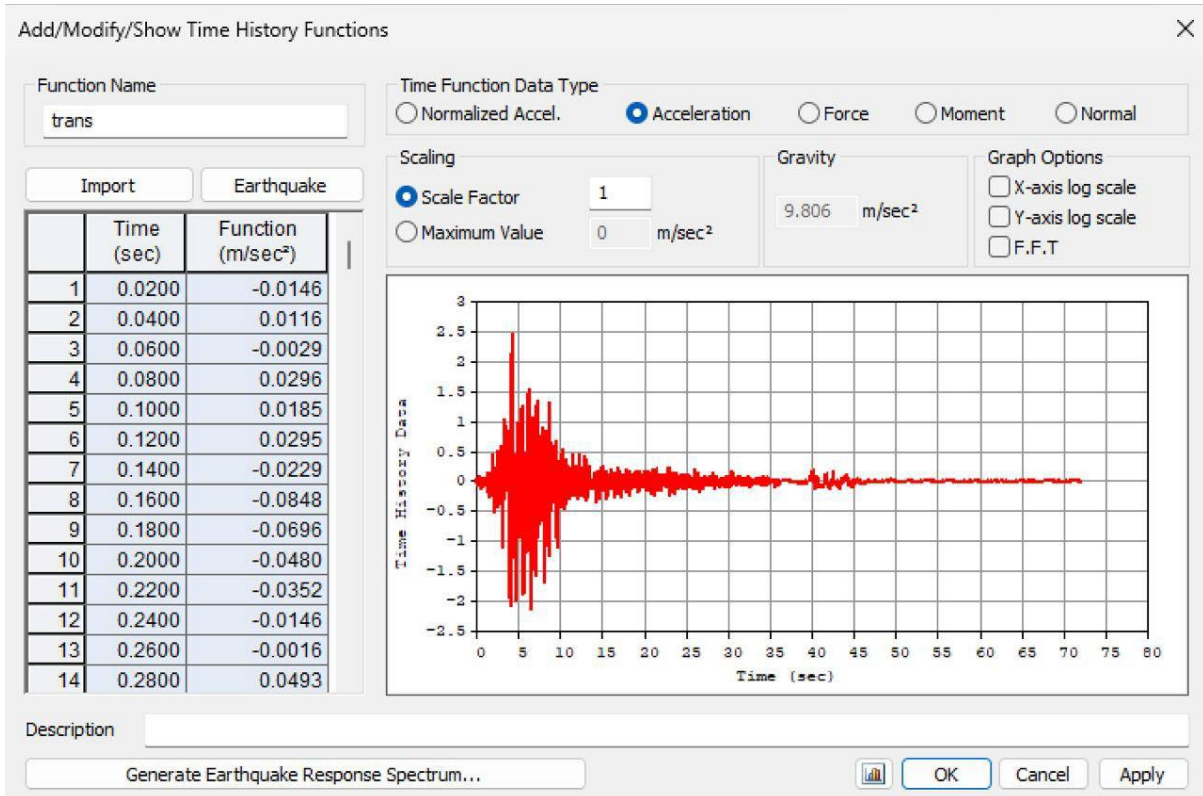 Add/Modify/Show Time History Functions
Function Name
trans
Import Earthquake
Time Function
(sec) (m/sec²)
1 0.0200 -0.0146
2 0.0400 0.0116
3 0.0600 -0.0029
4 0.0800 0.0296
5 0.1000 0.0185
6 0.1200 0.0295
7 0.1400 -0.0229
8 0.1600 -0.0848
9 0.1800 -0.0696
10 0.2000 -0.0480
11 0.2200 -0.0352
12 0.2400 -0.0146
13 0.2600 -0.0016
14 0.2800 0.0493
Time Function Data Type
Normalized Accel. Acceleration Force Moment Normal
Scaling
Scale Factor 1
Maximum Value 0 m/sec²
Gravity
9.806 m/sec²
Graph Options
X-axis log scale
Y-axis log scale
F.F.T
Time History Data
3
2.5
2
1.5
1
0.5
0
-0.5
-1
-1.5
-2
-2.5
0 5 10 15 20 25 30 35 40 45 50 55 60 65 70 75 80
Time (sec)
Description
Generate Earthquake Response Spectrum... OK Cancel Apply